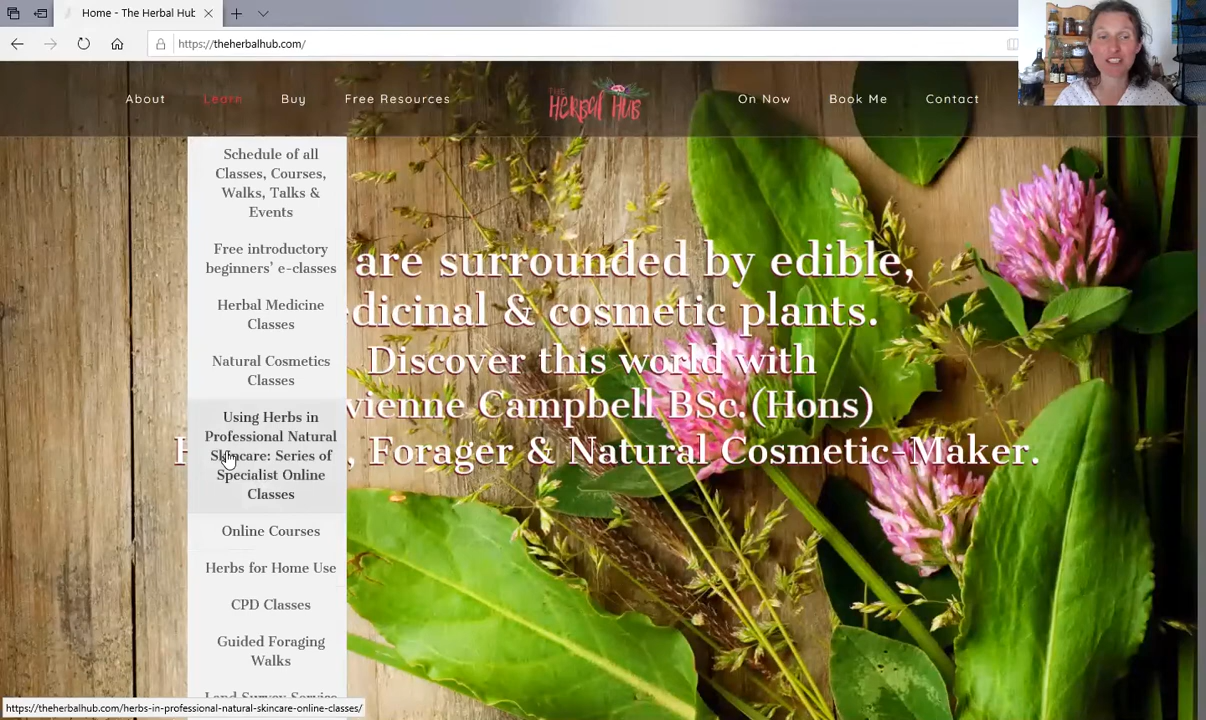 Home - The Herbal Hub
https://theherbalhub.com/
About
Learn
Buy
Free Resources
THE
HERBAL HUB
On Now
Book Me
Contact
Schedule of all
Classes, Courses,
Walks, Talks &
Events
Free introductory
beginners' e-classes
Herbal Medicine
Classes
Natural Cosmetics
Classes
Using Herbs in
Professional Natural
Skincare: Series of
Specialist Online
Classes
Online Courses
Herbs for Home Use
CPD Classes
Guided Foraging
Walks
Land Survey Service
are surrounded by edible,
& cosmetic plants.
Discover this world with
Campbell BSc.(Hons)
, Forager & Natural Cosmetic-Maker.
https://theherbalhub.com/herbs-in-professional-natural-skincare-online-classes/